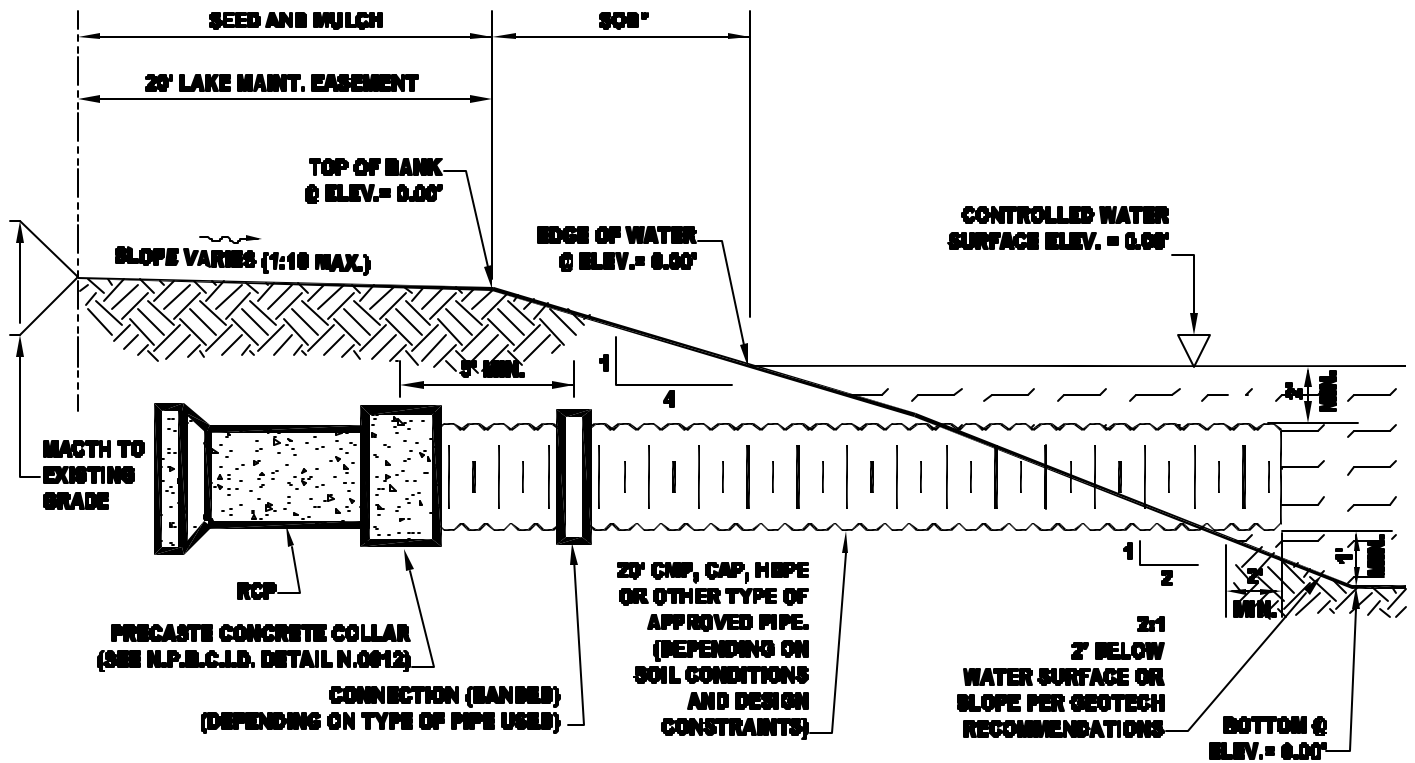 SEED AND MULCH
SOD*
20' LAKE MAINT. EASEMENT
TOP OF BANK
@ ELEV.= 0.00'
EDGE OF WATER
@ ELEV.= 0.00'
CONTROLLED WATER
SURFACE ELEV. = 0.00'
SLOPE VARIES (1:10 MAX.)
5' MIN.
1
4
2'
MIN.
MACTH TO
EXISTING
GRADE
RCP
PRECASTE CONCRETE COLLAR
(SEE N.P.B.C.I.D. DETAIL N.0012)
CONNECTION (BANDED)
(DEPENDING ON TYPE OF PIPE USED)
20' CMP, CAP, HDPE
OR OTHER TYPE OF
APPROVED PIPE.
(DEPENDING ON
SOIL CONDITIONS
AND DESIGN
CONSTRAINTS)
1
2
2'
MIN.
1'
MIN.
2:1
2' BELOW
WATER SURFACE OR
SLOPE PER GEOTECH
RECOMMENDATIONS
BOTTOM @
ELEV.= 0.00'